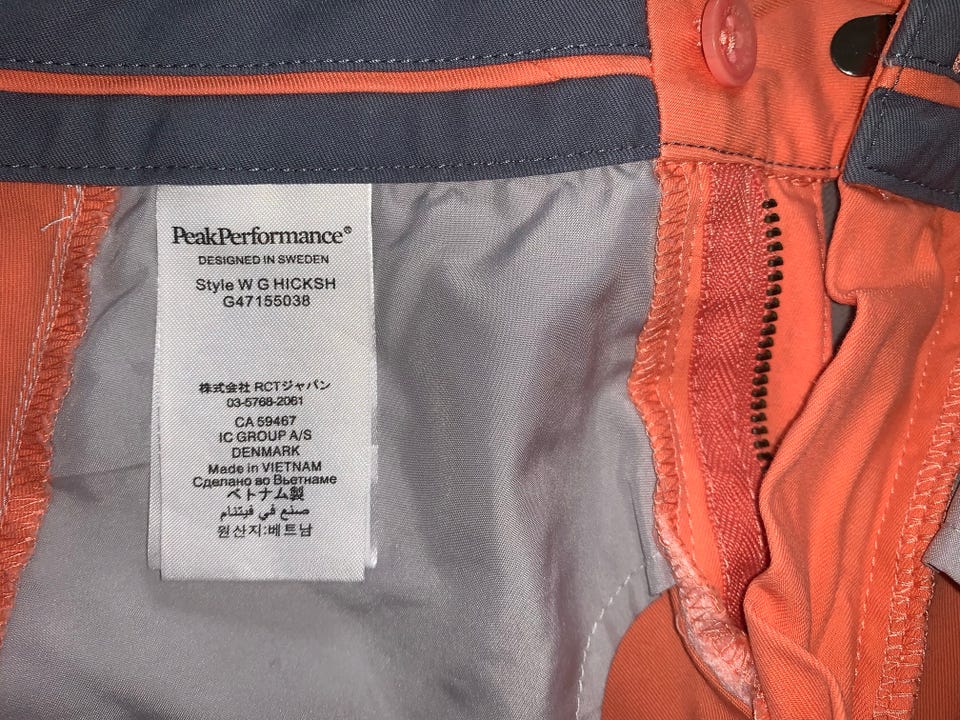 PeakPerformance®
DESIGNED IN SWEDEN
Style W G HICKSH
G47155038
株式会社 RCTジャパン
03-5768-2061
CA 59467
IC GROUP A/S
DENMARK
Made in VIETNAM
Сделано во Вьетнаме
ベトナム製
صنع في فيتنام
원산지:베트남